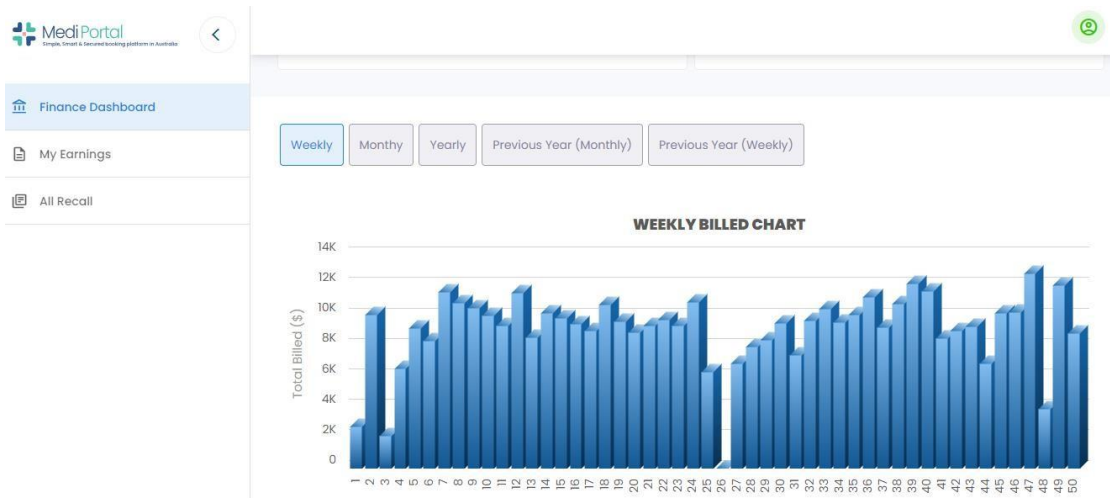 Medi Portal
Simple, Smart & Secured booking platform in Australia
Finance Dashboard
My Earnings
All Recall
Weekly
Monthy
Yearly
Previous Year (Monthly)
Previous Year (Weekly)
WEEKLY BILLED CHART
Total Billed ($)
14K
12K
10K
8K
6K
4K
2K
0
1 2 3 4 5 6 7 8 9 10 11 12 13 14 15 16 17 18 19 20 21 22 23 24 25 26 27 28 29 30 31 32 33 34 35 36 37 38 39 40 41 42 43 44 45 46 47 48 49 50